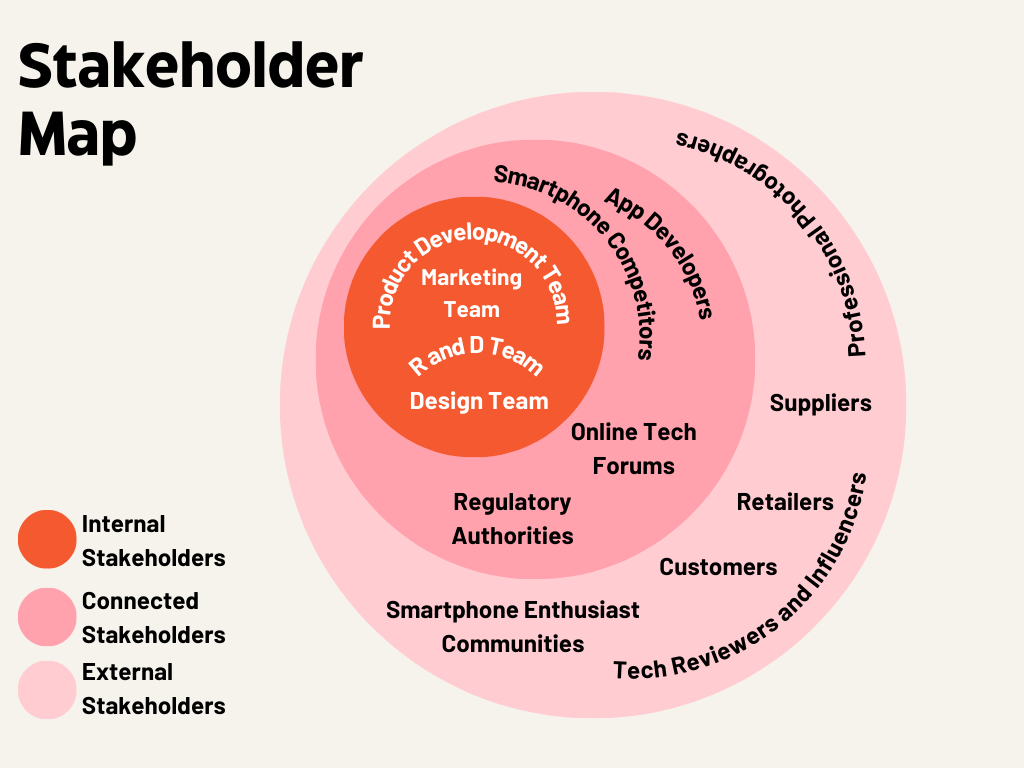 Stakeholder
Map
Professional Photographers
Smartphone Competitors
App Developers
Product Development Team
Marketing
Team
R and D Team
Design Team
Suppliers
Online Tech
Forums
Retailers
Regulatory
Authorities
Customers
Tech Reviewers and Influencers
Smartphone Enthusiast
Communities
Internal
Stakeholders
Connected
Stakeholders
External
Stakeholders